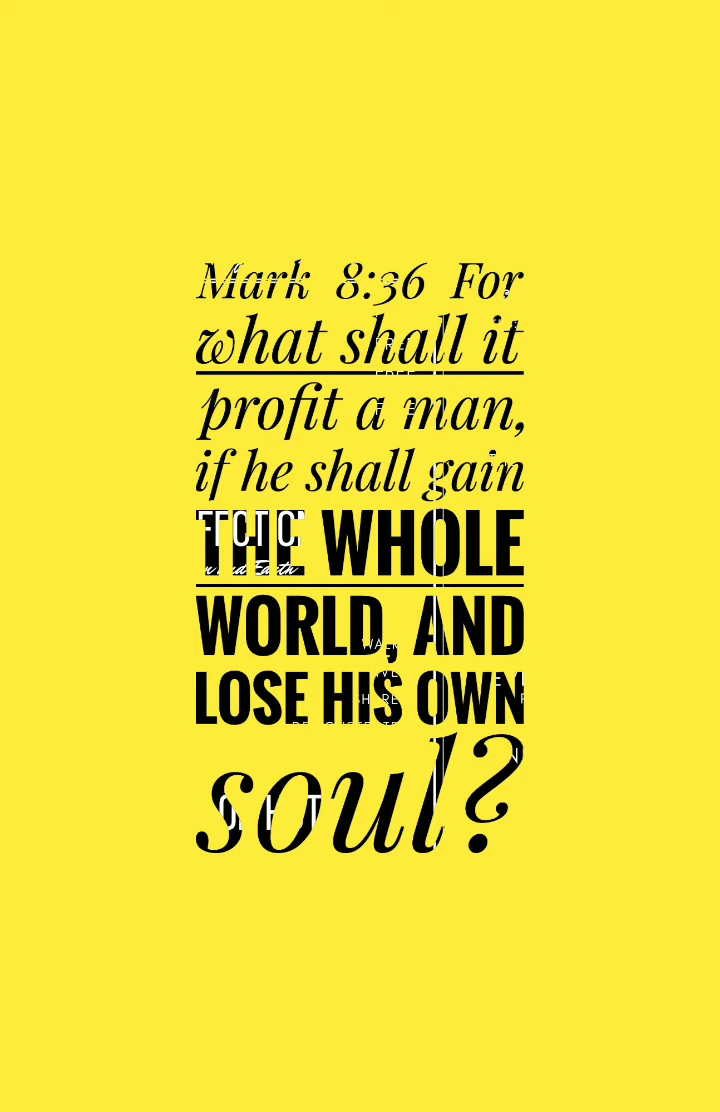 Mark 8:36 For
what shall it
profit a man,
if he shall gain
THE WHOLE
WORLD, AND
LOSE HIS OWN
soul?